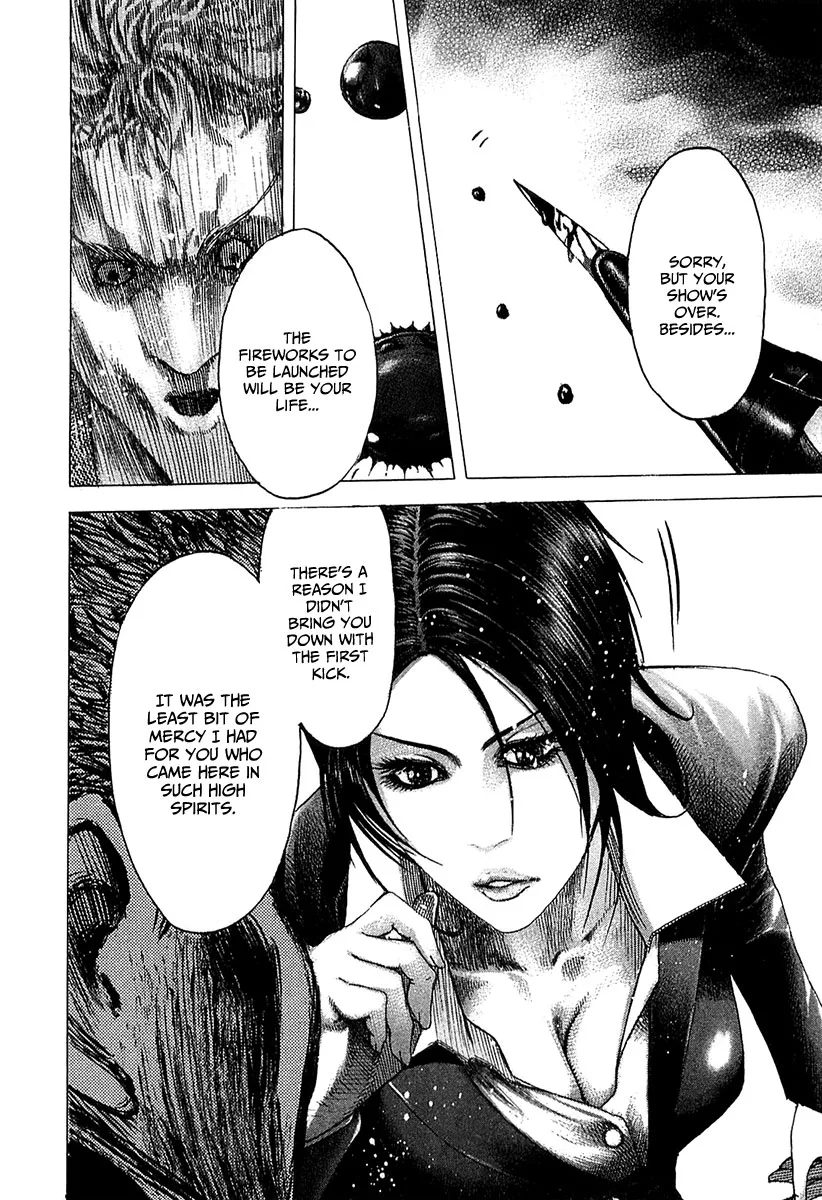 SORRY,
BUT YOUR
SHOW'S
OVER.
BESIDES...
THE
FIREWORKS TO
BE LAUNCHED
WILL BE YOUR
LIFE...
THERE'S A
REASON I
DIDN'T
BRING YOU
DOWN WITH
THE FIRST
KICK.
IT WAS THE
LEAST BIT OF
MERCY I HAD
FOR YOU WHO
CAME HERE IN
SUCH HIGH
SPIRITS.